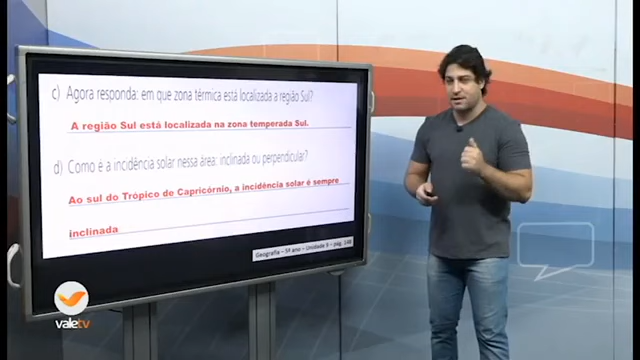 c) Agora responda: em que zona térmica está localizada a região Sul?
A região Sul está localizada na zona temperada Sul.
d) Como é a incidência solar nessa área: inclinada ou perpendicular?
Ao sul do Trópico de Capricórnio, a incidência solar é sempre
inclinada
Geografia – 5º ano – Unidade 9 – pág. 148
valetv